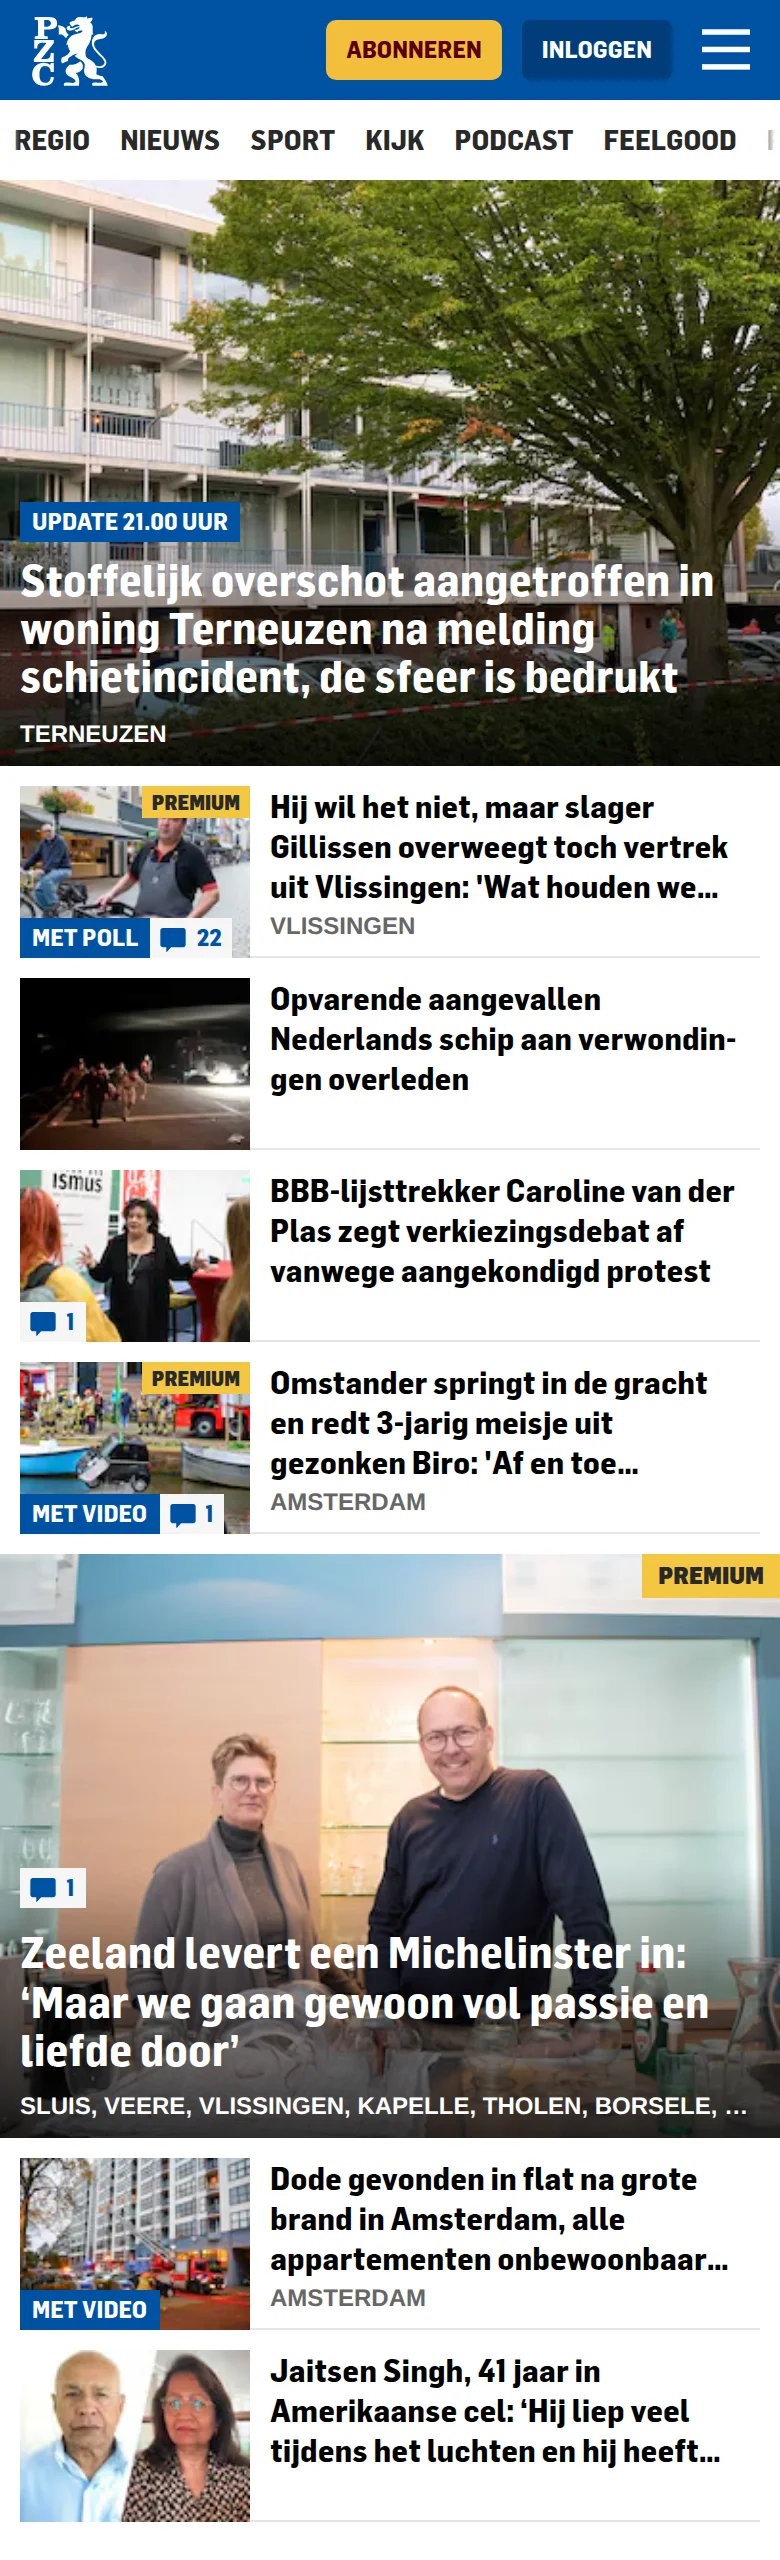 PZC
ABONNEREN
INLOGGEN
REGIO NIEUWS SPORT KIJK PODCAST FEELGOOD
UPDATE 21.00 UUR
Stoffelijk overschot aangetroffen in
woning Terneuzen na melding
schietincident, de sfeer is bedrukt
TERNEUZEN
PREMIUM
MET POLL
22
Hij wil het niet, maar slager
Gillissen overweegt toch vertrek
uit Vlissingen: 'Wat houden we...
VLISSINGEN
Opvarende aangevallen
Nederlands schip aan verwondin-
gen overleden
ismus
1
BBB-lijsttrekker Caroline van der
Plas zegt verkiezingsdebat af
vanwege aangekondigd protest
PREMIUM
MET VIDEO
1
Omstander springt in de gracht
en redt 3-jarig meisje uit
gezonken Biro: 'Af en toe...
AMSTERDAM
PREMIUM
1
Zeeland levert een Michelinster in:
‘Maar we gaan gewoon vol passie en
liefde door’
SLUIS, VEERE, VLISSINGEN, KAPELLE, THOLEN, BORSELE, ...
MET VIDEO
Dode gevonden in flat na grote
brand in Amsterdam, alle
appartementen onbewoonbaar...
AMSTERDAM
Jaitsen Singh, 41 jaar in
Amerikaanse cel: ‘Hij liep veel
tijdens het luchten en hij heeft...